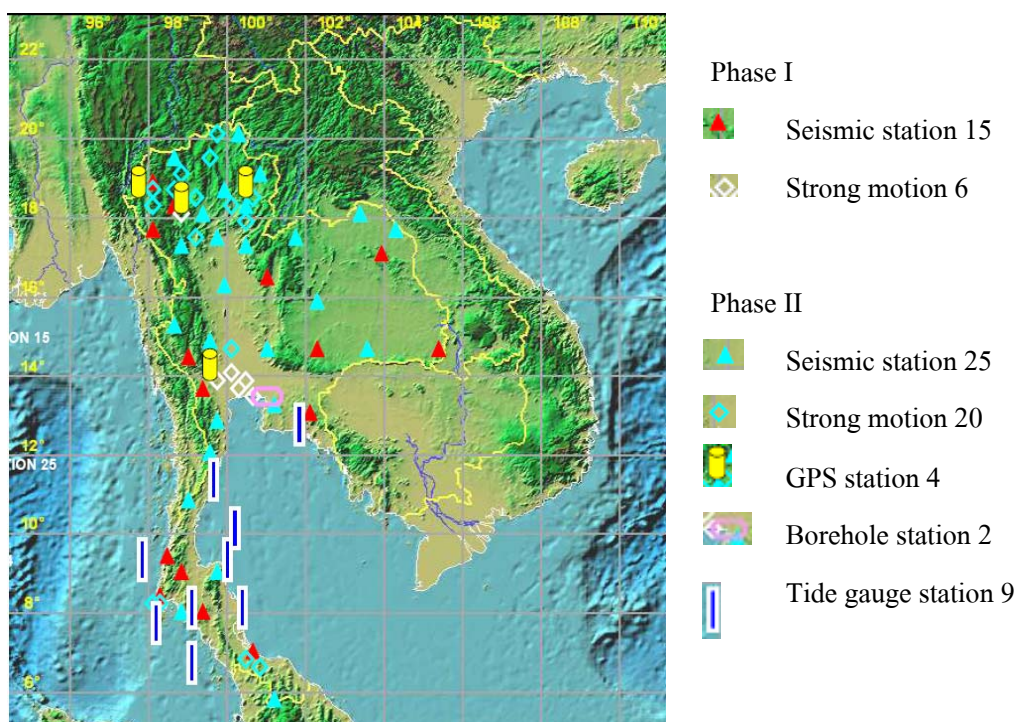 96° 98° 100° 104° 106° 108° 110°
22°
20°
18°
16°
ON 15
14°
12°
ION 25
10°
8°
6°
Phase I
Seismic station 15
Strong motion 6
Phase II
Seismic station 25
Strong motion 20
GPS station 4
Borehole station 2
Tide gauge station 9